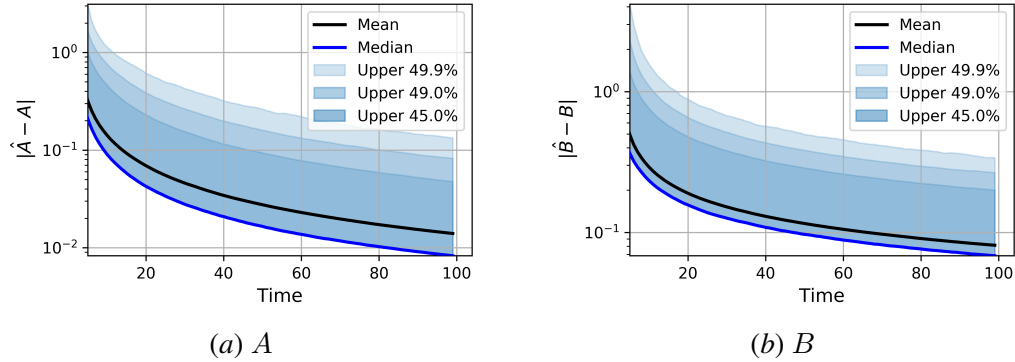 10⁰
10⁻¹
10⁻²
|Â − A|
Mean
Median
Upper 49.9%
Upper 49.0%
Upper 45.0%
20 40 60 80 100
Time
(a) A
10⁰
10⁻¹
|B̂ − B|
Mean
Median
Upper 49.9%
Upper 49.0%
Upper 45.0%
20 40 60 80 100
Time
(b) B